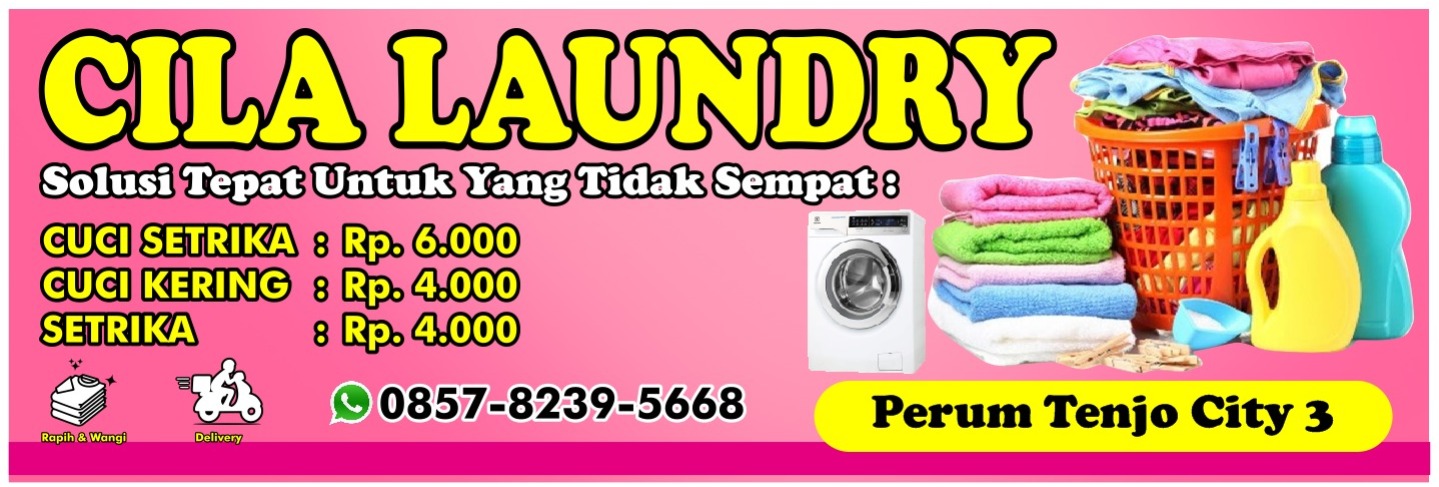 CILA LAUNDRY
Solusi Tepat Untuk Yang Tidak Sempat :
CUCI SETRIKA : Rp. 6.000
CUCI KERING : Rp. 4.000
SETRIKA : Rp. 4.000
Rapih & Wangi
Delivery
0857-8239-5668
Perum Tenjo City 3